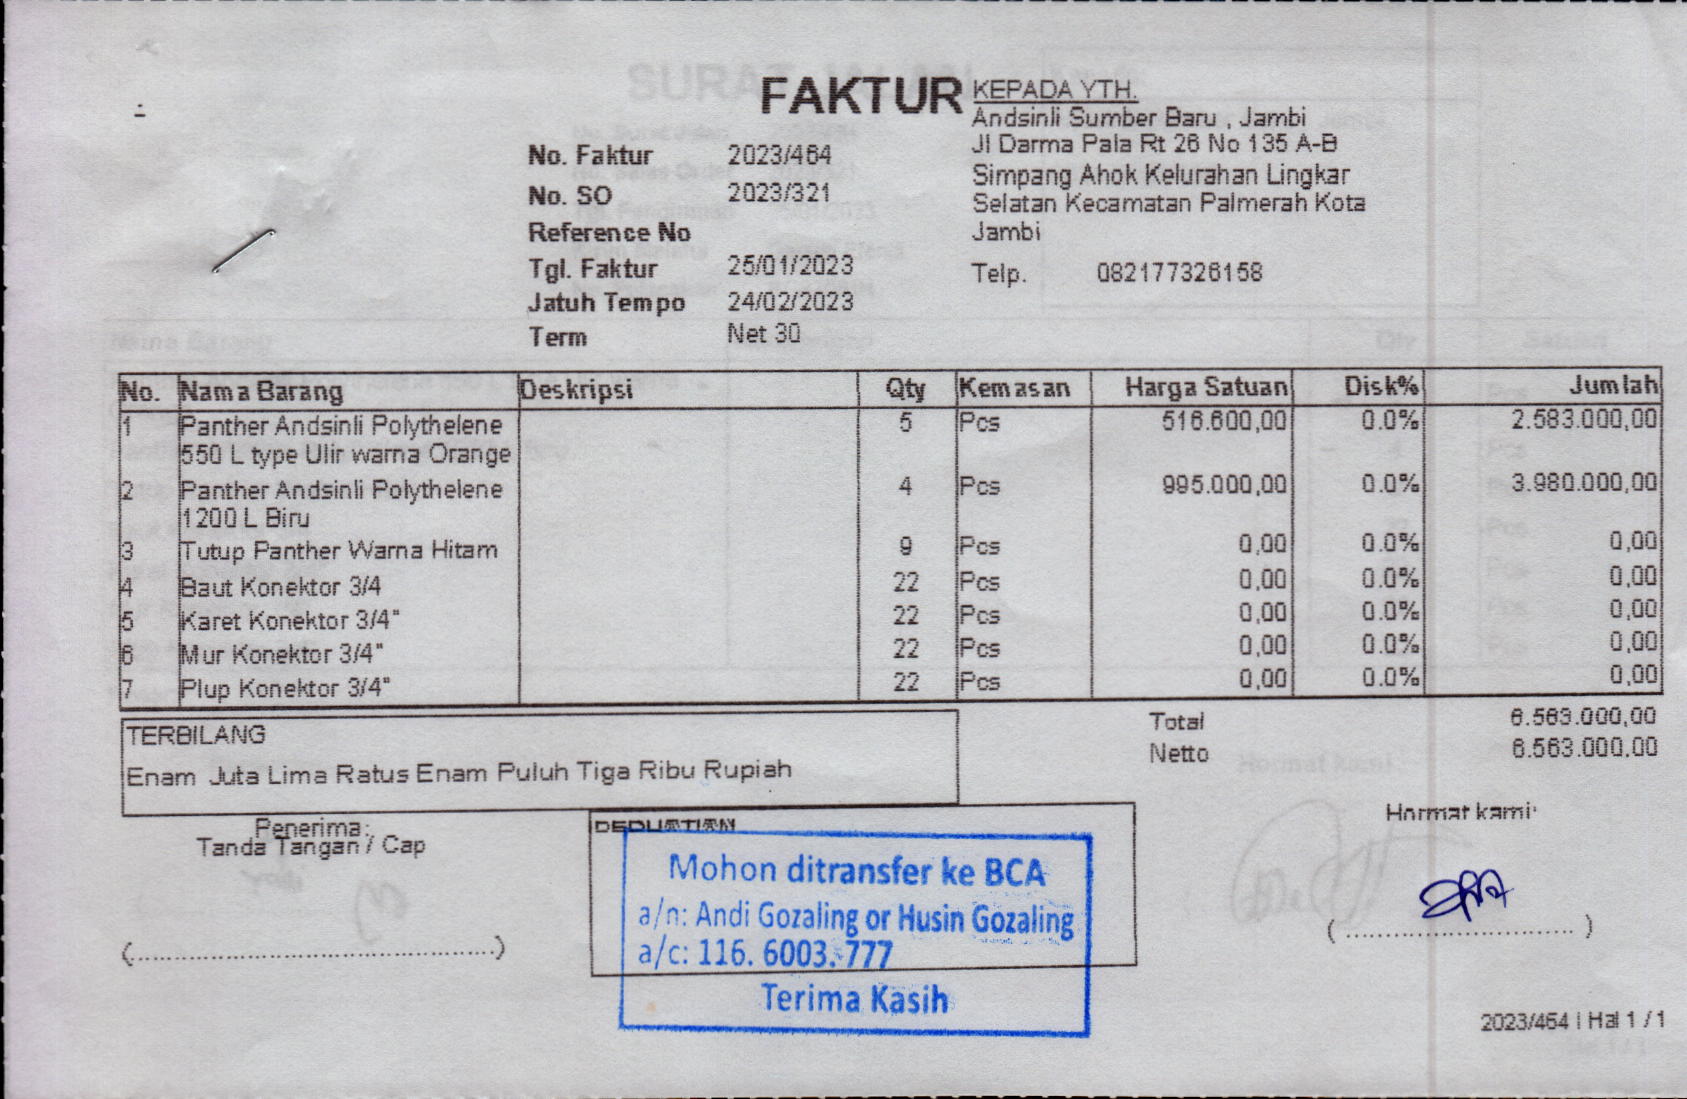 FAKTUR
KEPADA YTH.
Andsinli Sumber Baru , Jambi
Jl Darma Pala Rt 26 No 135 A-B
Simpang Ahok Kelurahan Lingkar
Selatan Kecamatan Palmerah Kota
Jambi
Telp. 082177326158
No. Faktur 2023/464
No. SO 2023/321
Reference No
Tgl. Faktur 25/01/2023
Jatuh Tempo 24/02/2023
Term Net 30
No. Nama Barang Deskripsi Qty Kemasan Harga Satuan Disk% Jumlah
1 Panther Andsinli Polythelene 5 Pcs 516.600,00 0.0% 2.583.000,00
550 L type Ulir warna Orange
2 Panther Andsinli Polythelene 4 Pcs 995.000,00 0.0% 3.980.000,00
1200 L Biru
3 Tutup Panther Warna Hitam 9 Pcs 0,00 0.0% 0,00
4 Baut Konektor 3/4 22 Pcs 0,00 0.0% 0,00
5 Karet Konektor 3/4" 22 Pcs 0,00 0.0% 0,00
6 Mur Konektor 3/4" 22 Pcs 0,00 0.0% 0,00
7 Plup Konektor 3/4" 22 Pcs 0,00 0.0% 0,00
Total 6.563.000,00
Netto 6.563.000,00
TERBILANG
Enam Juta Lima Ratus Enam Puluh Tiga Ribu Rupiah
Penerima:
Tanda Tangan / Cap
(..............................................)
Hormat kami
( ............................. )
Mohon ditransfer ke BCA
a/n: Andi Gozaling or Husin Gozaling
a/c: 116. 6003. 777
Terima Kasih
2023/464 | Hal 1 / 1